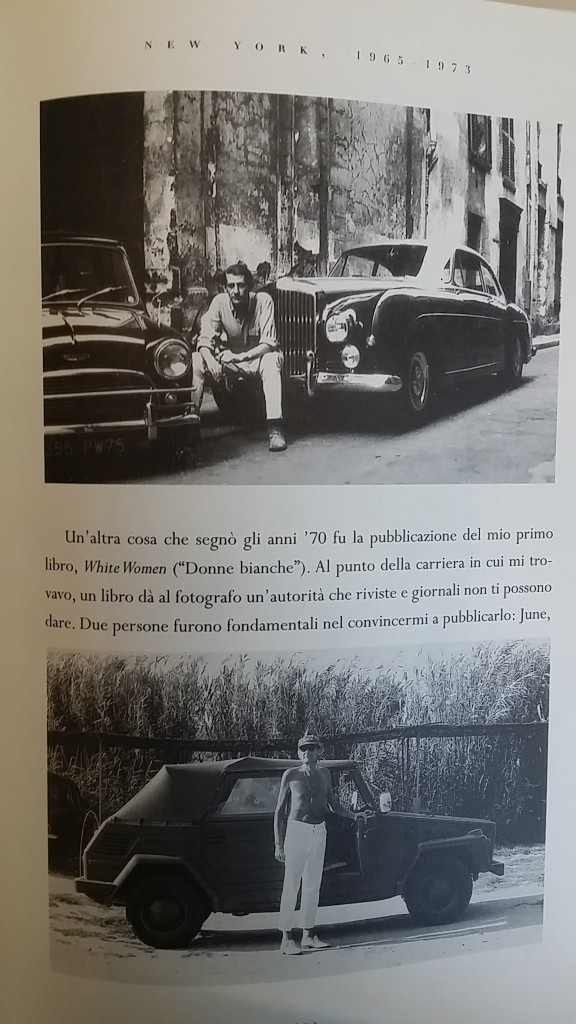 NEW YORK, 1965–1973
555-PW75
Un'altra cosa che segnò gli anni '70 fu la pubblicazione del mio primo
libro, White Women ("Donne bianche"). Al punto della carriera in cui mi tro-
vavo, un libro dà al fotografo un'autorità che riviste e giornali non ti possono
dare. Due persone furono fondamentali nel convincermi a pubblicarlo: June,